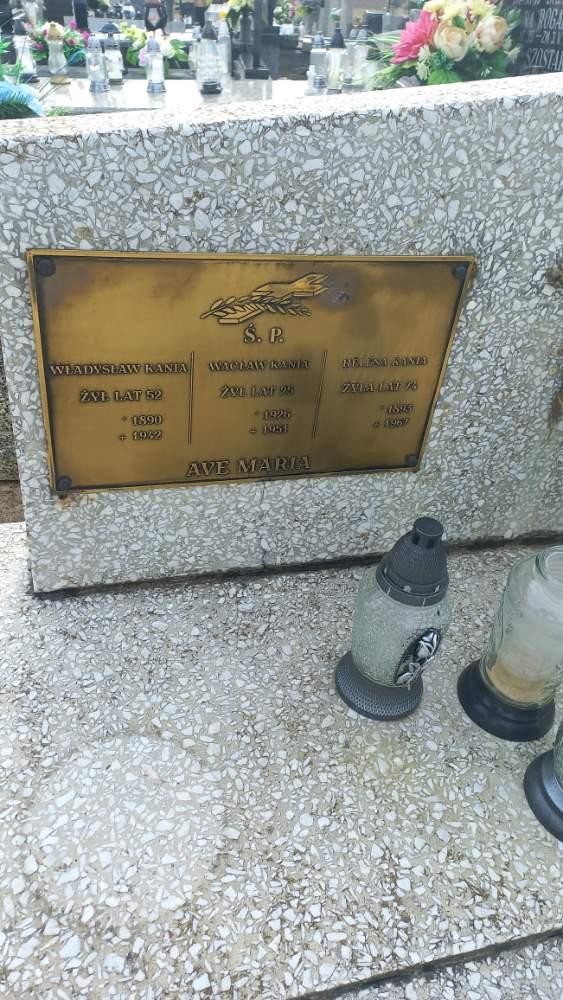 Ś. P.
WŁADYSŁAW KANIA
ŻYŁ LAT 52
* 1890
+ 1942
WACŁAW KANIA
ŻYŁ LAT 25
* 1926
+ 1951
HELENA KANIA
ŻYŁA LAT 74
* 1893
+ 1967
AVE MARIA